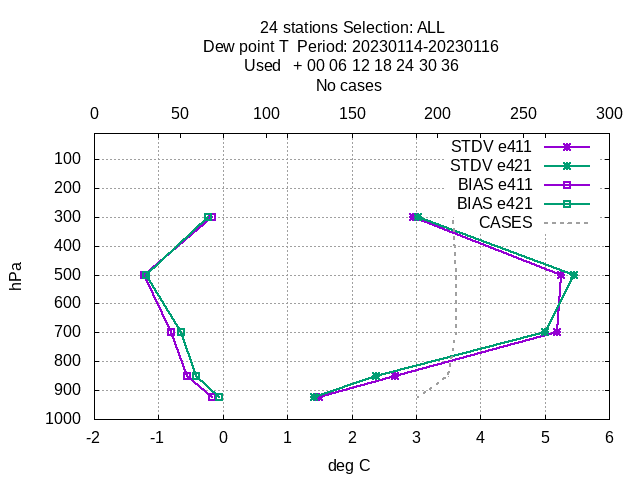 24 stations Selection: ALL
Dew point T  Period: 20230114-20230116
Used   + 00 06 12 18 24 30 36
No cases
0 50 100 150 200 250 300
STDV e411
STDV e421
BIAS e411
BIAS e421
CASES
hPa
100
200
300
400
500
600
700
800
900
1000
-2 -1 0 1 2 3 4 5 6
deg C